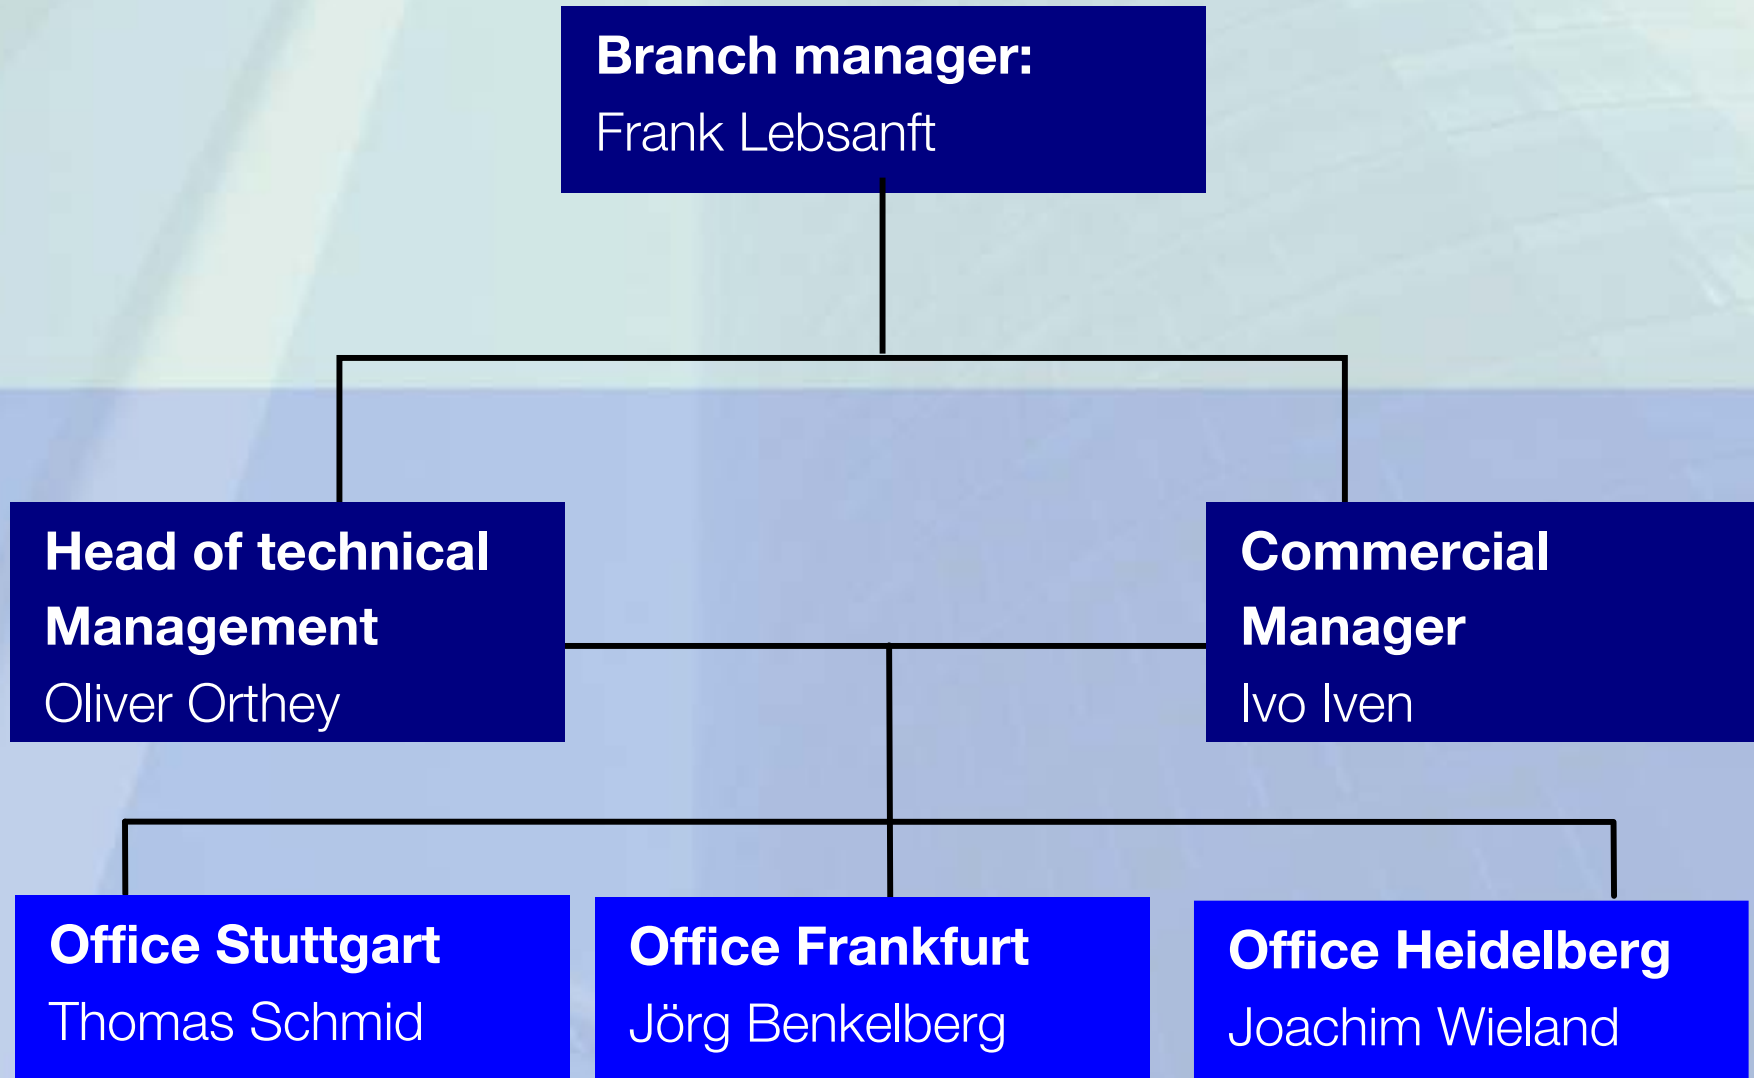 Branch manager:
Frank Lebsanft
Head of technical
Management
Oliver Orthey
Commercial
Manager
Ivo Iven
Office Stuttgart
Thomas Schmid
Office Frankfurt
Jörg Benkelberg
Office Heidelberg
Joachim Wieland